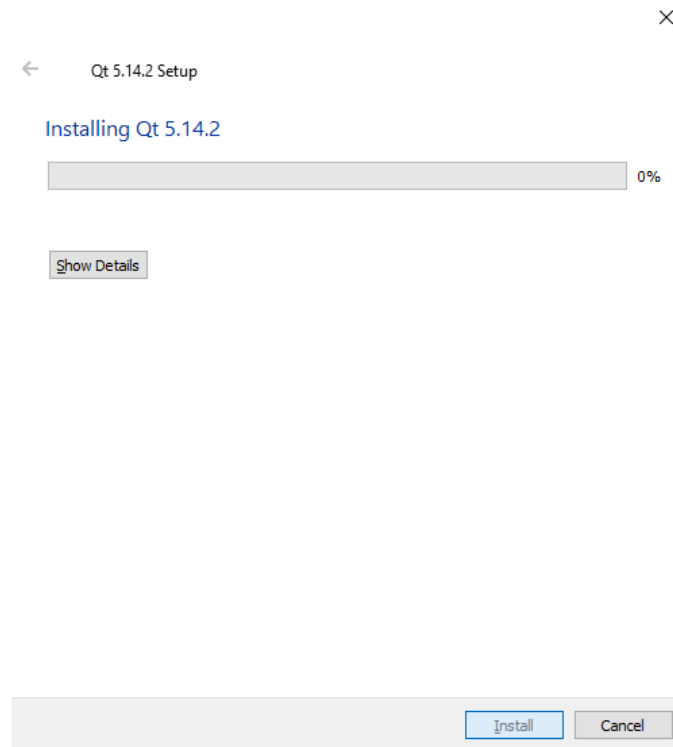 Qt 5.14.2 Setup
Installing Qt 5.14.2
0%
Show Details
Install
Cancel